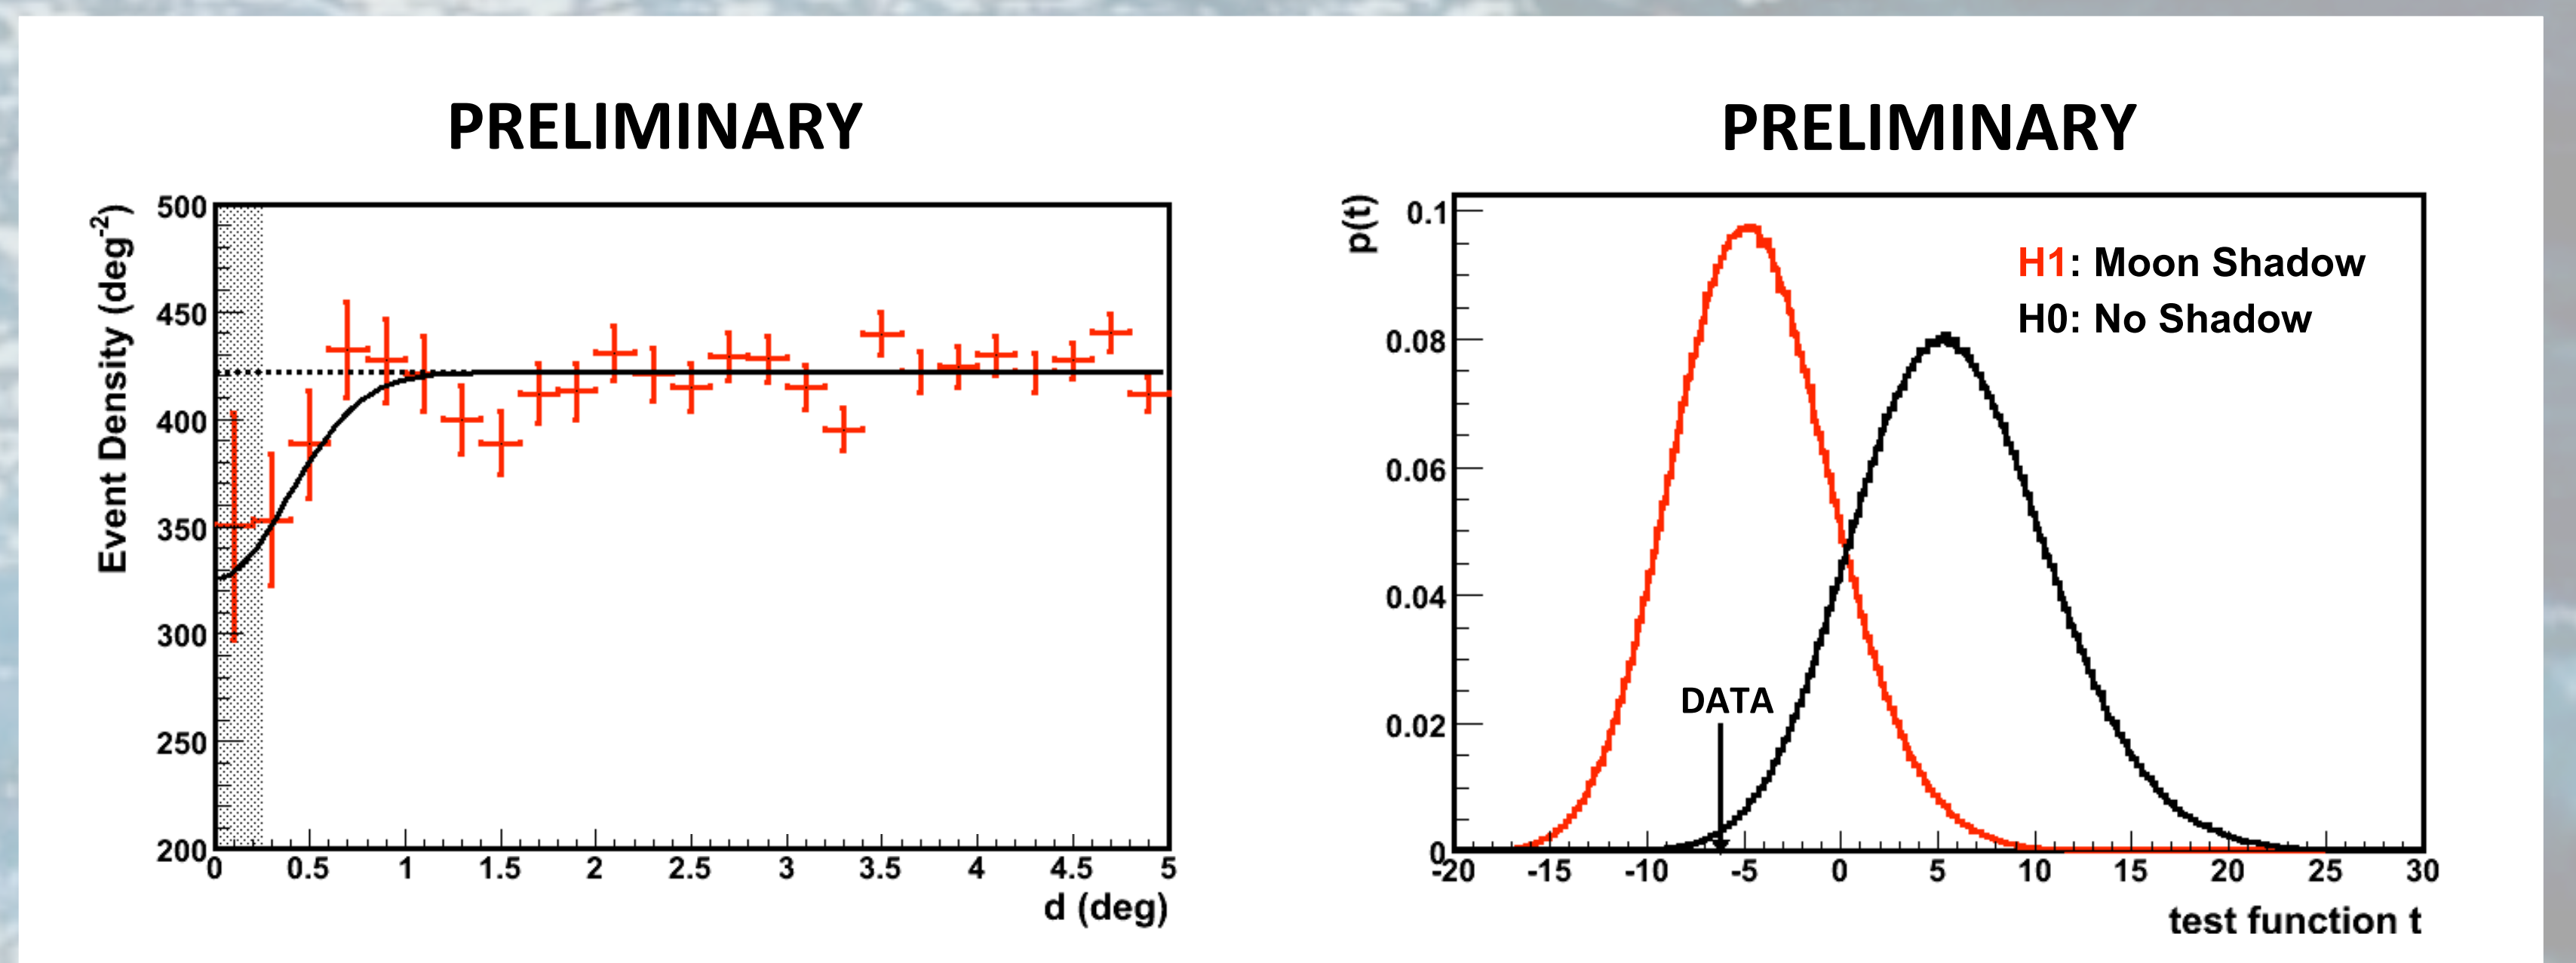 PRELIMINARY
Event Density (deg-2)
500
450
400
350
300
250
200
0 0.5 1 1.5 2 2.5 3 3.5 4 4.5 5
d (deg)
PRELIMINARY
p(t)
0.1
0.08
0.06
0.04
0.02
0
H1: Moon Shadow
H0: No Shadow
DATA
-20 -15 -10 -5 0 5 10 15 20 25 30
test function t